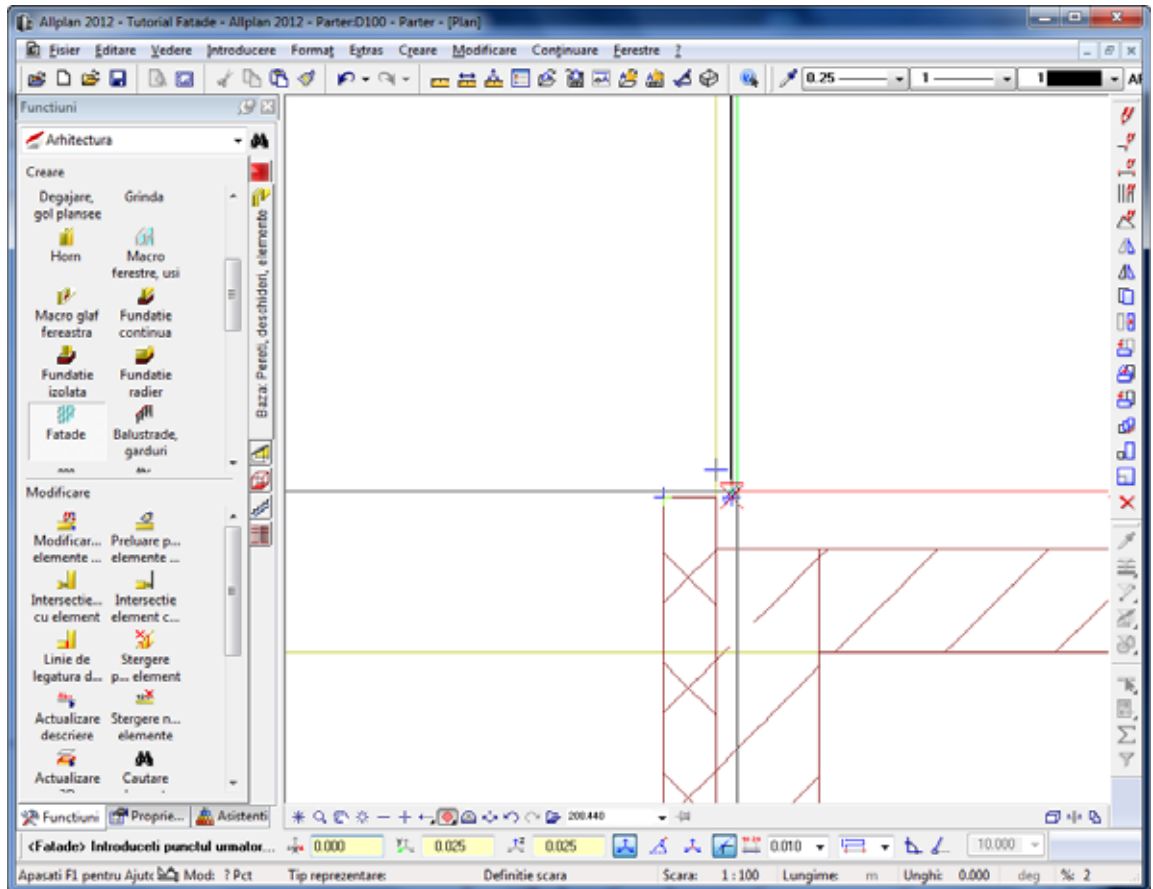 Allplan 2012 - Tutorial Fatade - Allplan 2012 - Parter:D100 - Parter - [Plan]
Fisier Editare Vedere Introducere Format Extras Creare Modificare Conținuare Ferestre ?
0.25 1 1
Functiuni
Arhitectura
Creare
Degajare, Grinda
gol plansee
Horn Macro
ferestre, usi
Macro glaf Fundatie
fereastra continua
Fundatie Fundatie
izolata radier
Fatade Balustrade,
garduri
Baza: Pereti, deschideri, elemente
Modificare
Modificar... Preluare p...
elemente ... elemente ...
Intersectie... Intersectie
cu element element c...
Linie de Stergere
legatura d... p... element
Actualizare Stergere n...
descriere elemente
Actualizare Cautare
Functiuni Proprie... Asistenti 200.440
<Fatade> Introduceti punctul urmator... 0.000 0.025 0.025 0.010 10.000
Apasati F1 pentru Ajutc Mod: ? Pct Tip reprezentare: Definitie scara Scara: 1:100 Lungime: m Unghi: 0.000 deg %: 2